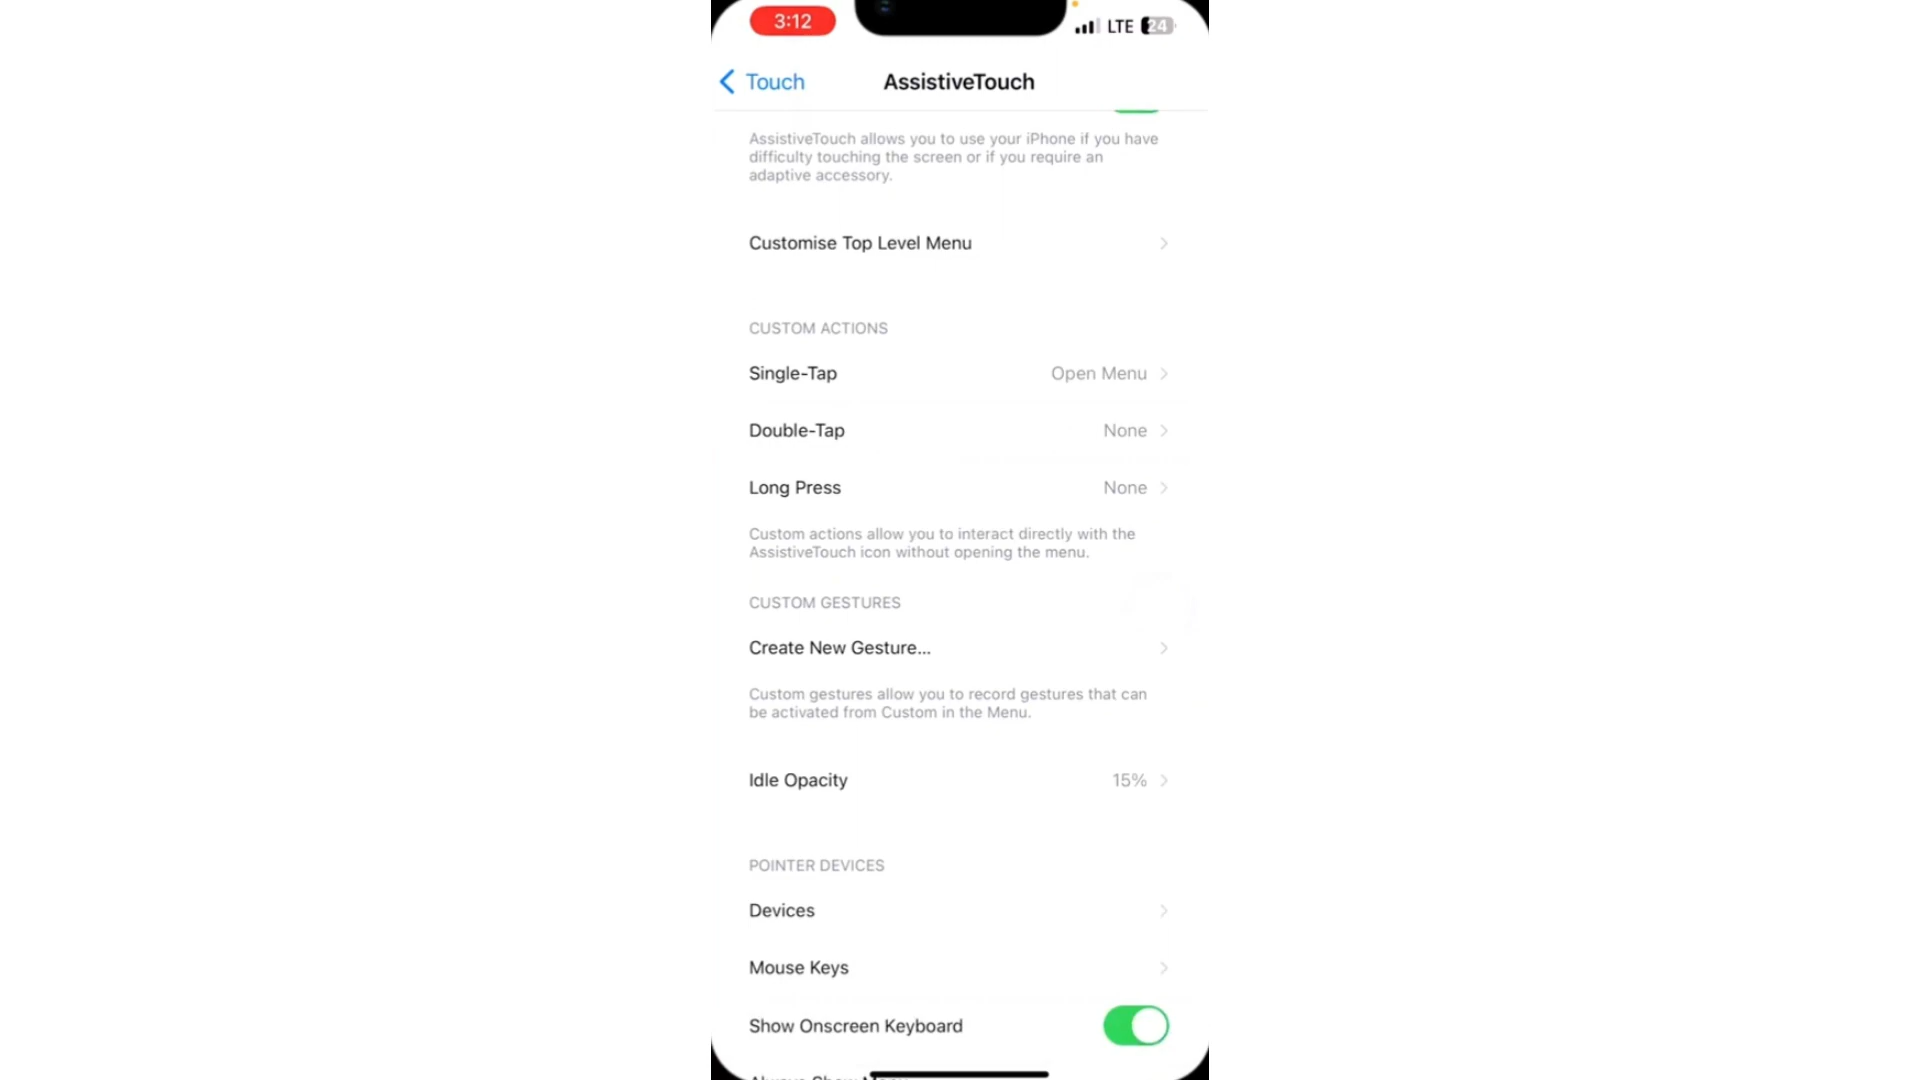 3:12
LTE 24
Touch
AssistiveTouch
AssistiveTouch allows you to use your iPhone if you have
difficulty touching the screen or if you require an
adaptive accessory.
Customise Top Level Menu
CUSTOM ACTIONS
Single-Tap Open Menu
Double-Tap None
Long Press None
Custom actions allow you to interact directly with the
AssistiveTouch icon without opening the menu.
CUSTOM GESTURES
Create New Gesture...
Custom gestures allow you to record gestures that can
be activated from Custom in the Menu.
Idle Opacity 15%
POINTER DEVICES
Devices
Mouse Keys
Show Onscreen Keyboard